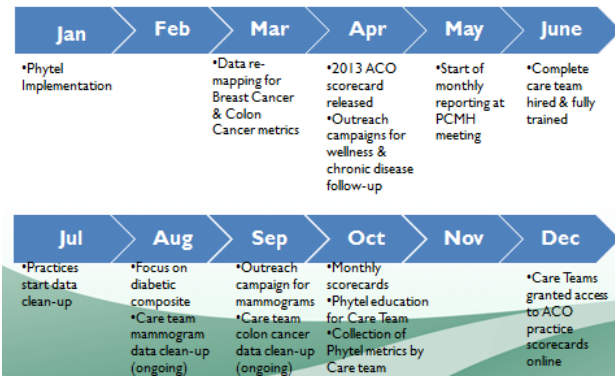 Jan Feb Mar Apr May June
•Phytel
Implementation
•Data re-
mapping for
Breast Cancer
& Colon
Cancer metrics
•2013 ACO
scorecard
released
•Outreach
campaigns for
wellness &
chronic disease
follow-up
•Start of
monthly
reporting at
PCMH
meeting
•Complete
care team
hired & fully
trained
Jul Aug Sep Oct Nov Dec
•Practices
start data
clean-up
•Focus on
diabetic
composite
•Care team
mammogram
data clean-up
(ongoing)
•Outreach
campaign for
mammograms
•Care team
colon cancer
data clean-up
(ongoing)
•Monthly
scorecards
•Phytel education
for Care Team
•Collection of
Phytel metrics by
Care team
•Care Teams
granted access
to ACO
practice
scorecards
online